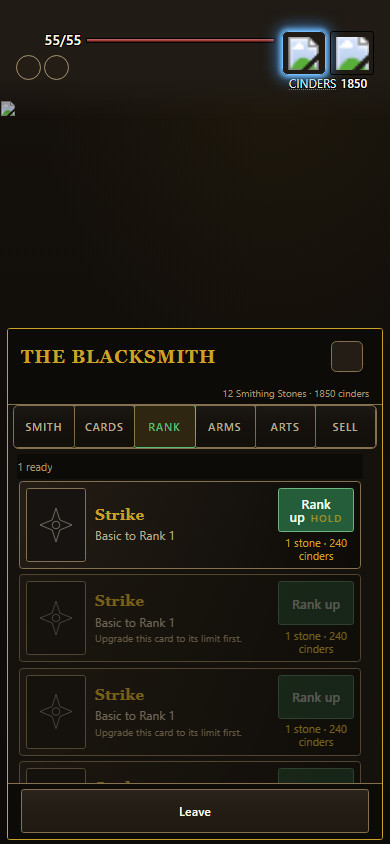 55/55
CINDERS 1850
THE BLACKSMITH
12 Smithing Stones · 1850 cinders
SMITH CARDS RANK ARMS ARTS SELL
1 ready
Strike
Basic to Rank 1
Rank
up HOLD
1 stone · 240
cinders
Strike
Basic to Rank 1
Upgrade this card to its limit first.
Rank up
1 stone · 240
cinders
Strike
Basic to Rank 1
Upgrade this card to its limit first.
Rank up
1 stone · 240
cinders
Strike
Leave